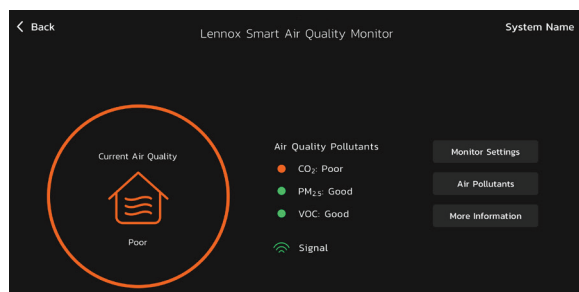 Back
Lennox Smart Air Quality Monitor
System Name
Current Air Quality
Poor
Air Quality Pollutants
CO₂: Poor
PM₂.₅: Good
VOC: Good
Signal
Monitor Settings
Air Pollutants
More Information